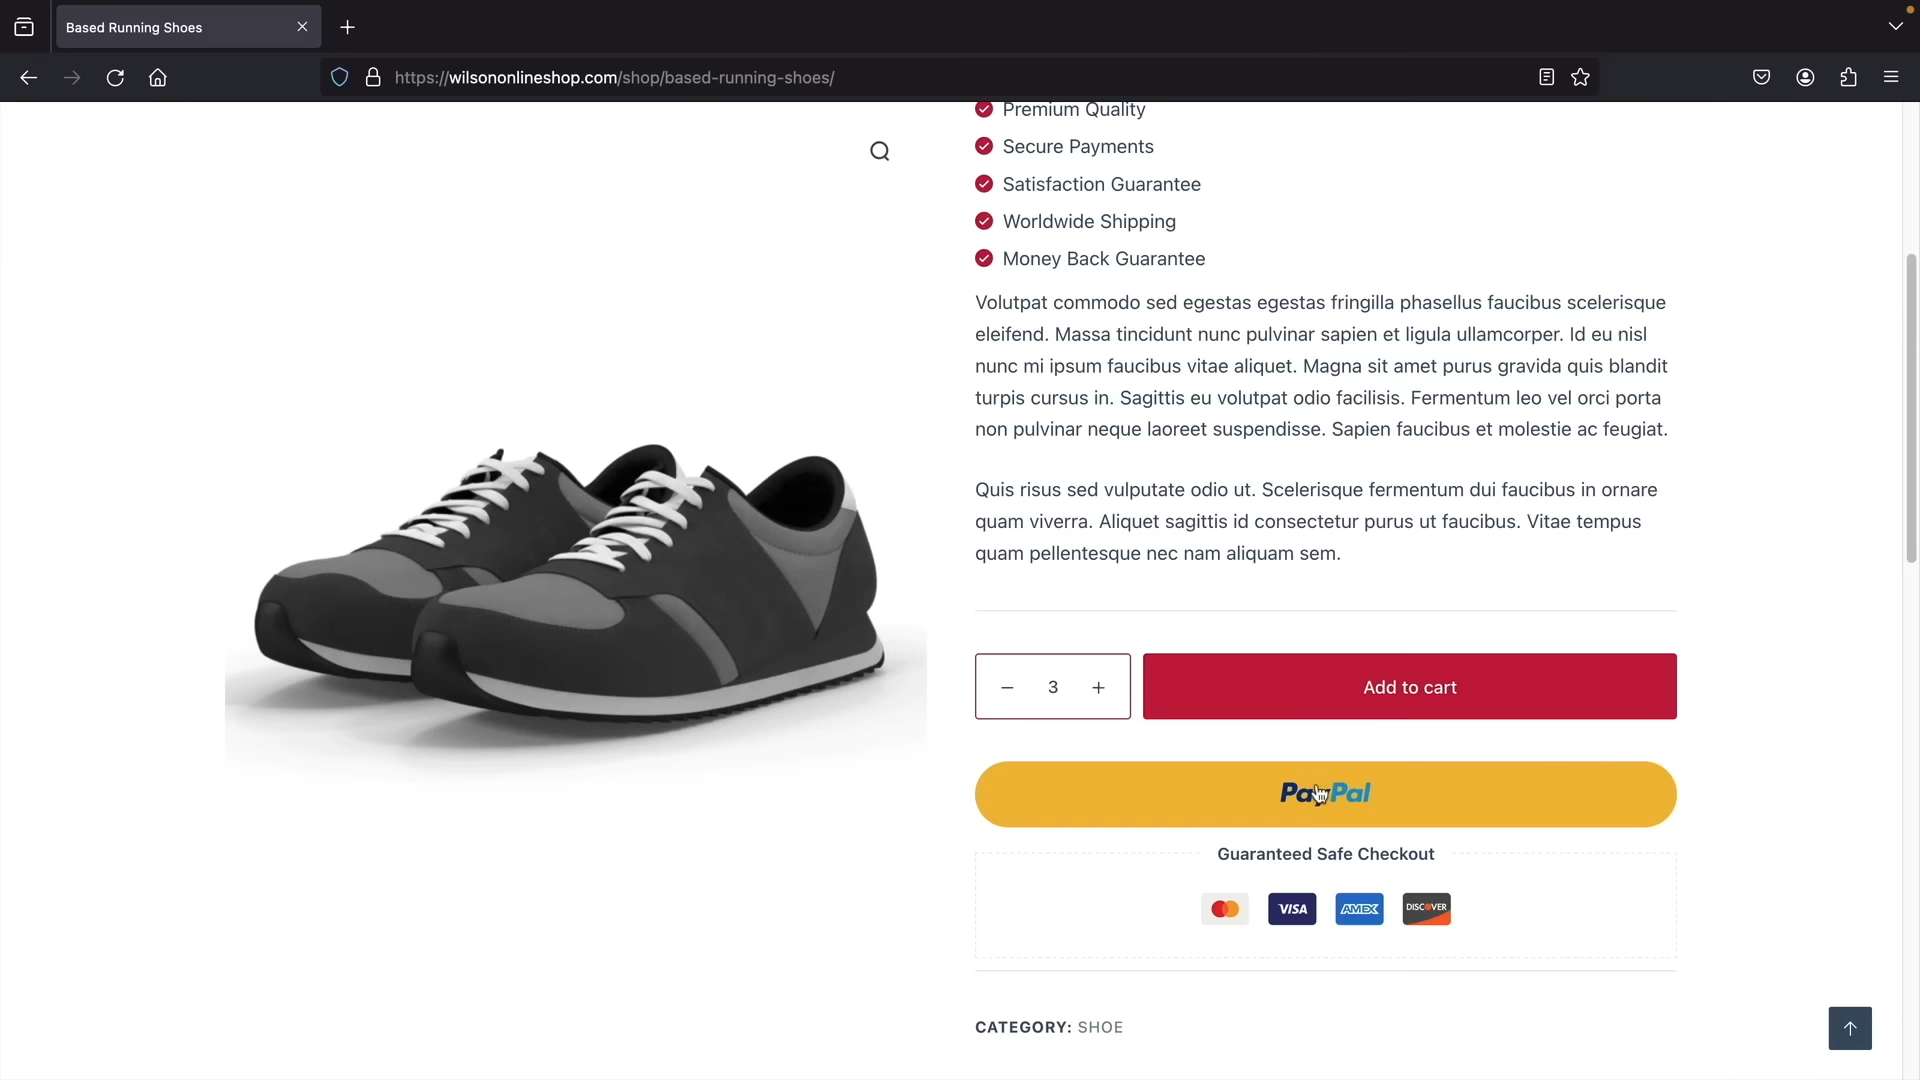 Based Running Shoes
https://wilsononlineshop.com/shop/based-running-shoes/
Premium Quality
Secure Payments
Satisfaction Guarantee
Worldwide Shipping
Money Back Guarantee
Volutpat commodo sed egestas egestas fringilla phasellus faucibus scelerisque
eleifend. Massa tincidunt nunc pulvinar sapien et ligula ullamcorper. Id eu nisl
nunc mi ipsum faucibus vitae aliquet. Magna sit amet purus gravida quis blandit
turpis cursus in. Sagittis eu volutpat odio facilisis. Fermentum leo vel orci porta
non pulvinar neque laoreet suspendisse. Sapien faucibus et molestie ac feugiat.
Quis risus sed vulputate odio ut. Scelerisque fermentum dui faucibus in ornare
quam viverra. Aliquet sagittis id consectetur purus ut faucibus. Vitae tempus
quam pellentesque nec nam aliquam sem.
− 3 + Add to cart
PayPal
Guaranteed Safe Checkout
VISA AMEX DISCOVER
CATEGORY: SHOE